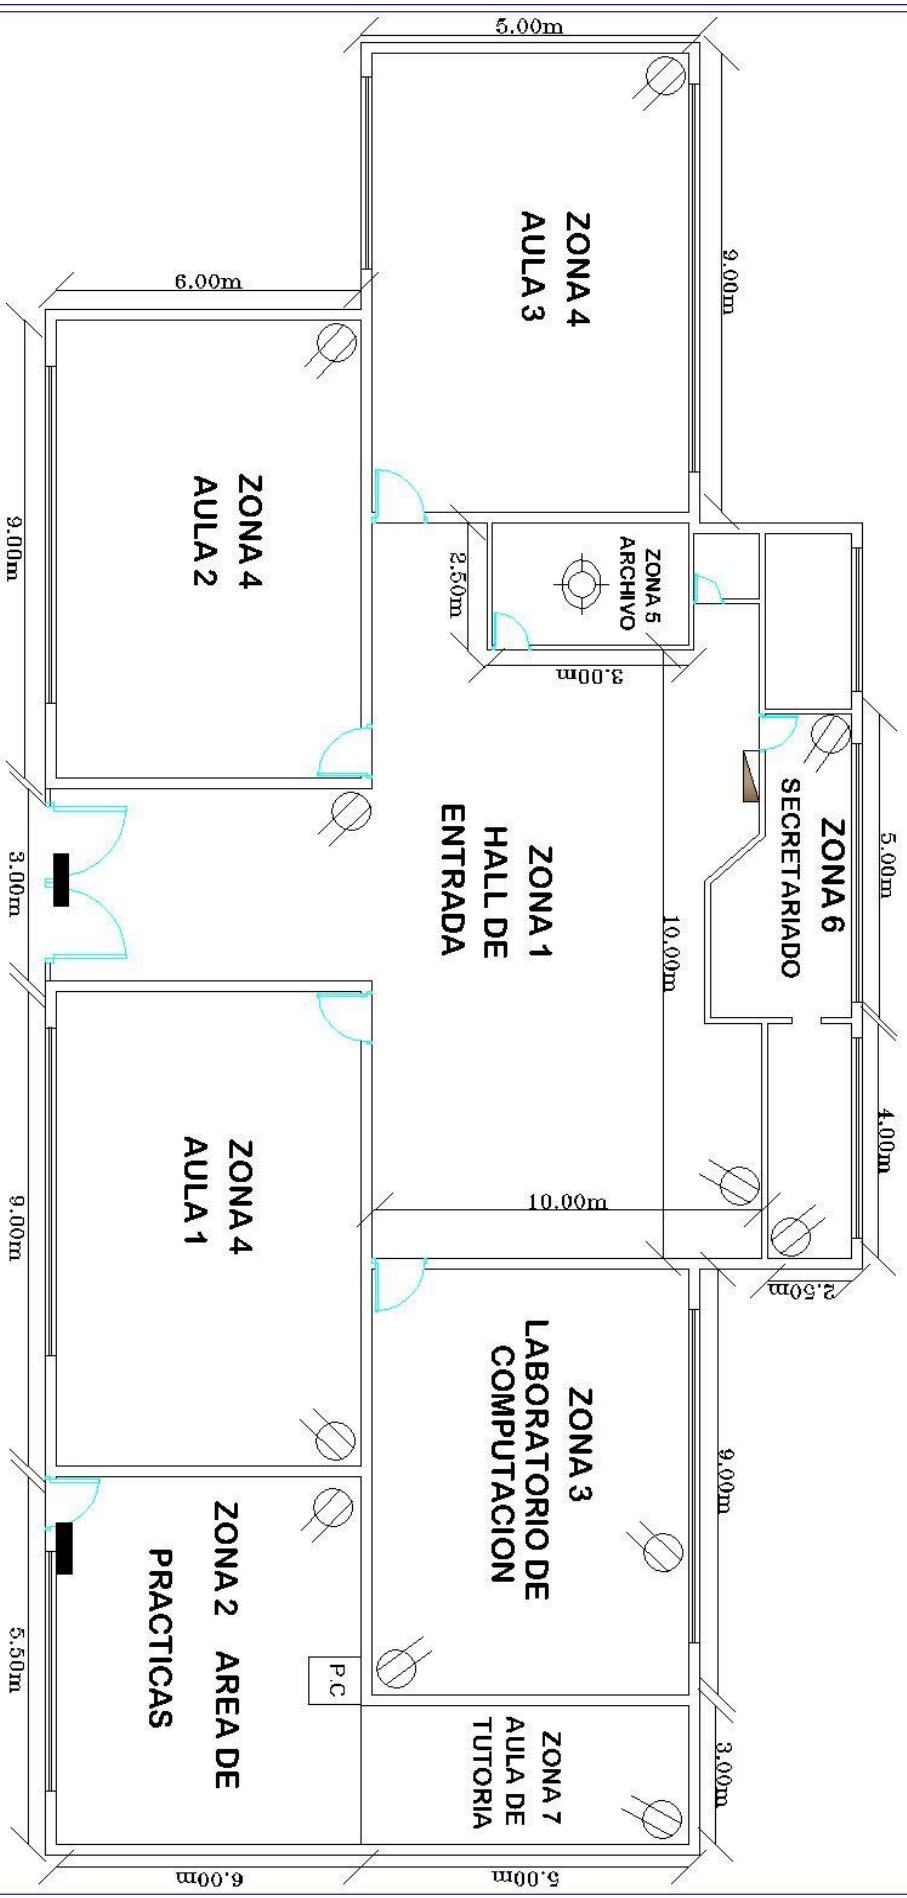 5.00m
9.00m
ZONA 4
AULA 3
6.00m
9.00m
ZONA 4
AULA 2
2.50m
ZONA 5
ARCHIVO
3.00m
ZONA 6
SECRETARIADO
5.00m
3.00m
ZONA 1
HALL DE
ENTRADA
10.00m
4.00m
10.00m
2.50m
ZONA 4
AULA 1
9.00m
ZONA 3
LABORATORIO DE
COMPUTACION
9.00m
ZONA 2 AREA DE
PRACTICAS
5.50m
P.C
ZONA 7
AULA DE
TUTORIA
3.00m
6.00m
5.00m